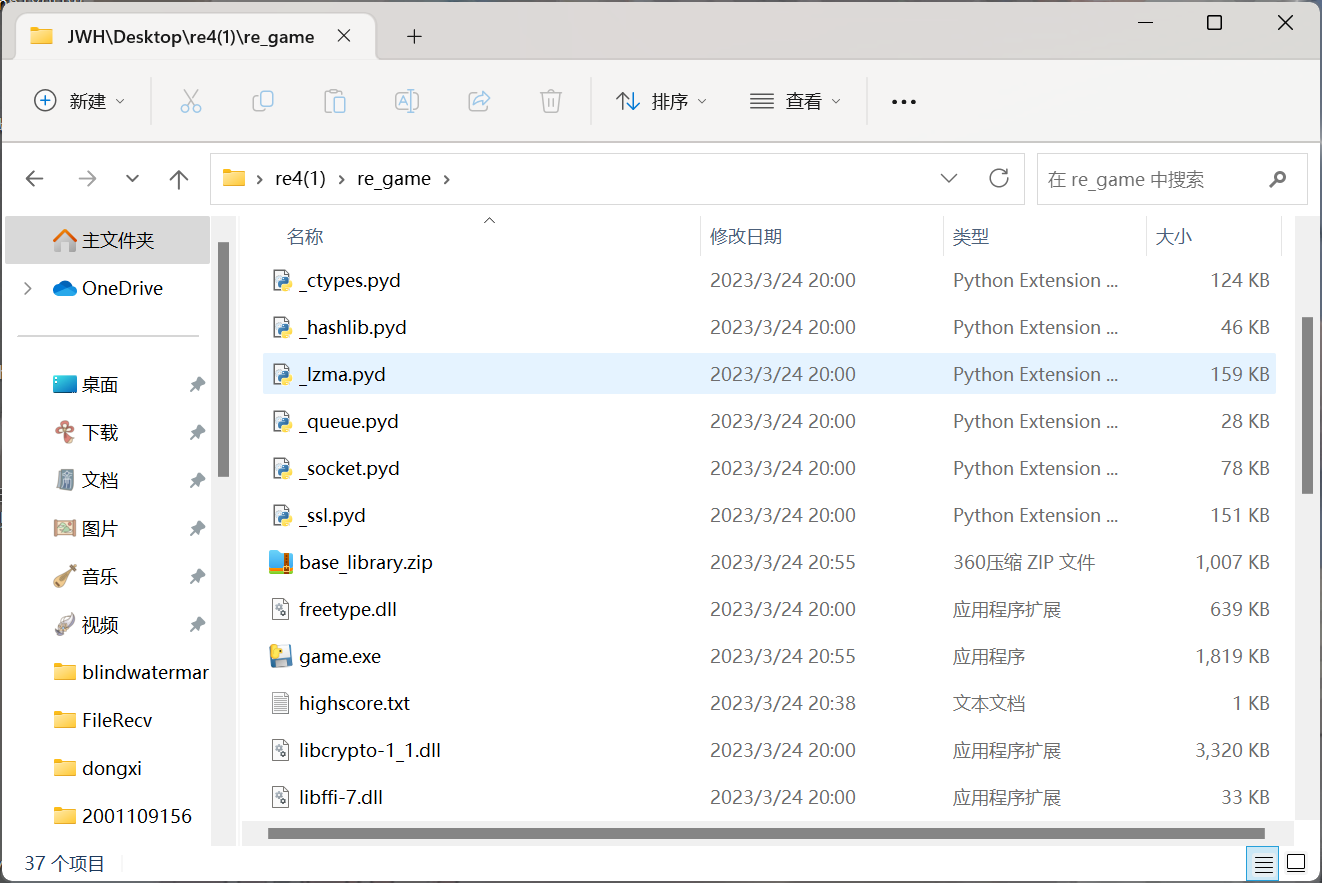 JWH\Desktop\re4(1)\re_game
新建
排序
查看
re4(1) re_game
在 re_game 中搜索
主文件夹
OneDrive
桌面
下载
文档
图片
音乐
视频
blindwatermar
FileRecv
dongxi
2001109156
名称 修改日期 类型 大小
_ctypes.pyd 2023/3/24 20:00 Python Extension ... 124 KB
_hashlib.pyd 2023/3/24 20:00 Python Extension ... 46 KB
_lzma.pyd 2023/3/24 20:00 Python Extension ... 159 KB
_queue.pyd 2023/3/24 20:00 Python Extension ... 28 KB
_socket.pyd 2023/3/24 20:00 Python Extension ... 78 KB
_ssl.pyd 2023/3/24 20:00 Python Extension ... 151 KB
base_library.zip 2023/3/24 20:55 360压缩 ZIP 文件 1,007 KB
freetype.dll 2023/3/24 20:00 应用程序扩展 639 KB
game.exe 2023/3/24 20:55 应用程序 1,819 KB
highscore.txt 2023/3/24 20:38 文本文档 1 KB
libcrypto-1_1.dll 2023/3/24 20:00 应用程序扩展 3,320 KB
libffi-7.dll 2023/3/24 20:00 应用程序扩展 33 KB
37 个项目